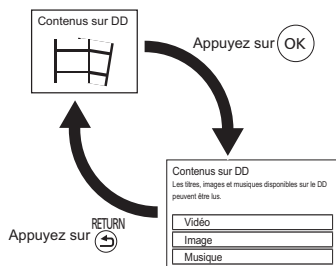 Contenus sur DD
Appuyez sur OK
Contenus sur DD
Les titres, images et musiques disponibles sur le DD
peuvent être lus.
Vidéo
Image
Musique
RETURN
Appuyez sur